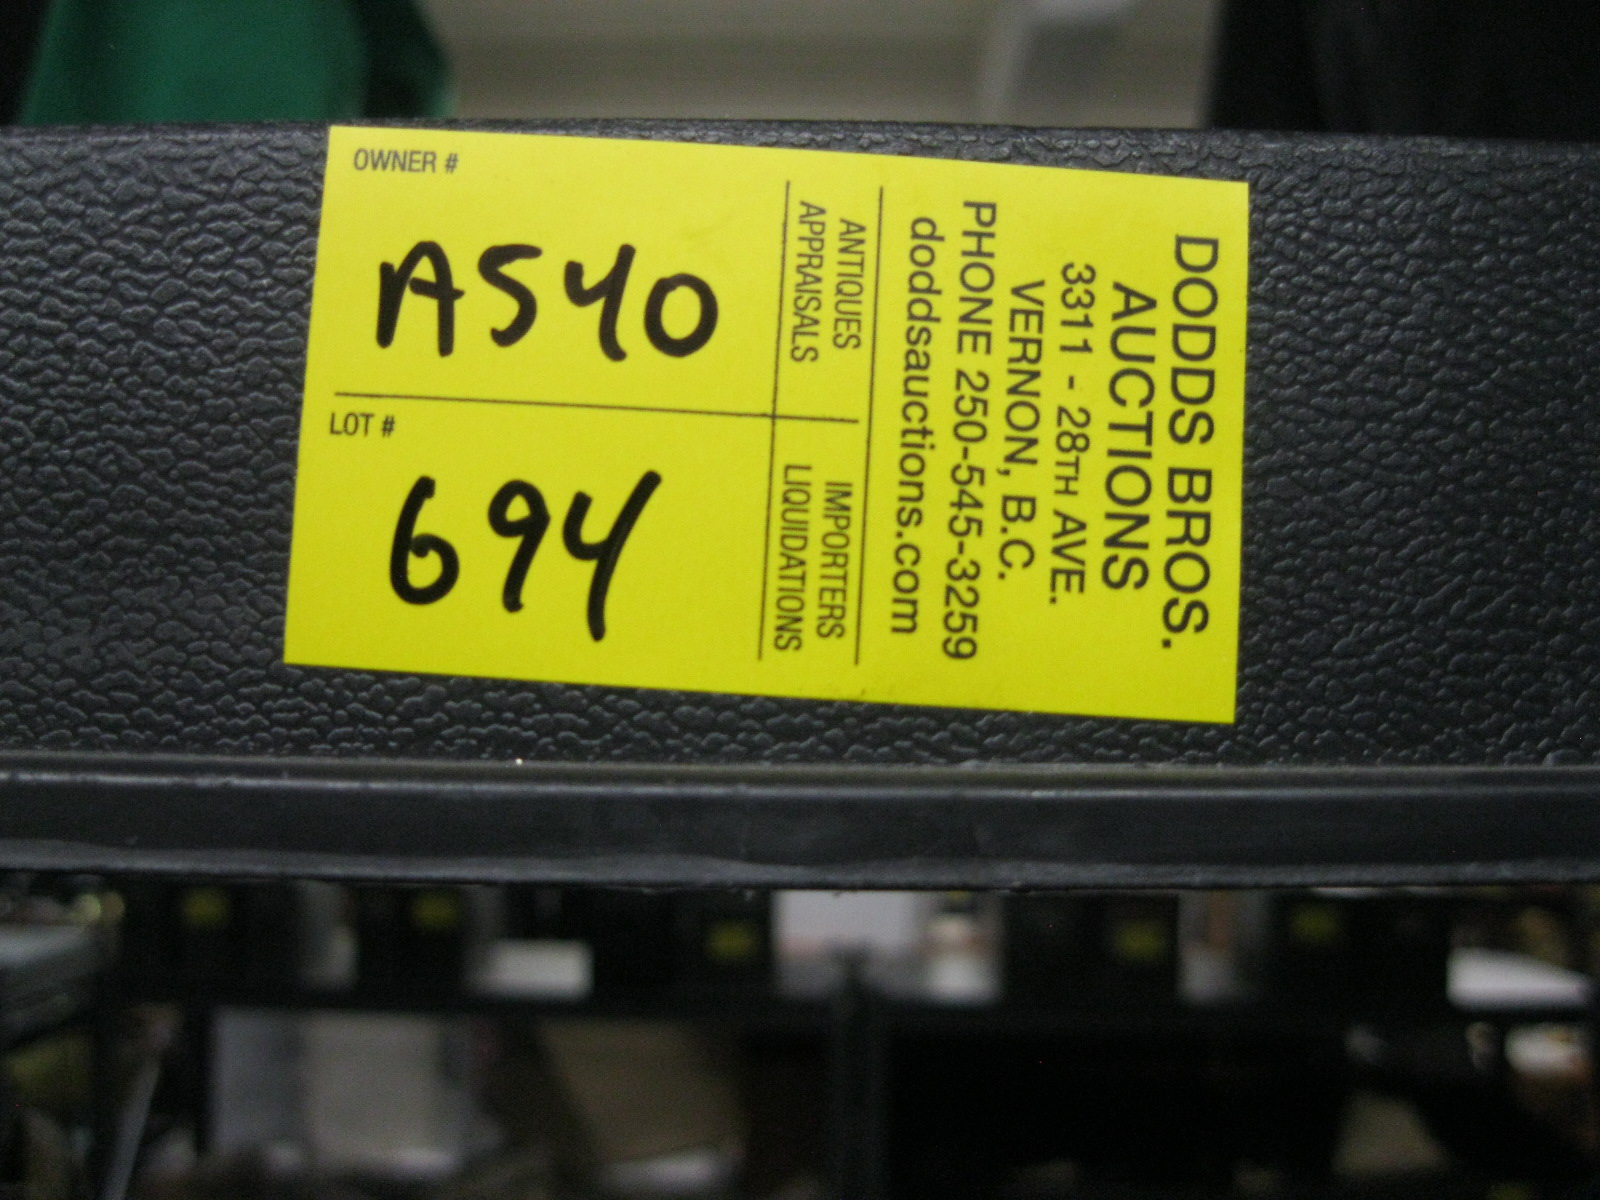 OWNER #
A540
LOT #
694
DODDS BROS.
AUCTIONS
3311 - 28TH AVE.
VERNON, B.C.
PHONE 250-545-3259
doddsauctions.com
ANTIQUES
APPRAISALS
IMPORTERS
LIQUIDATIONS